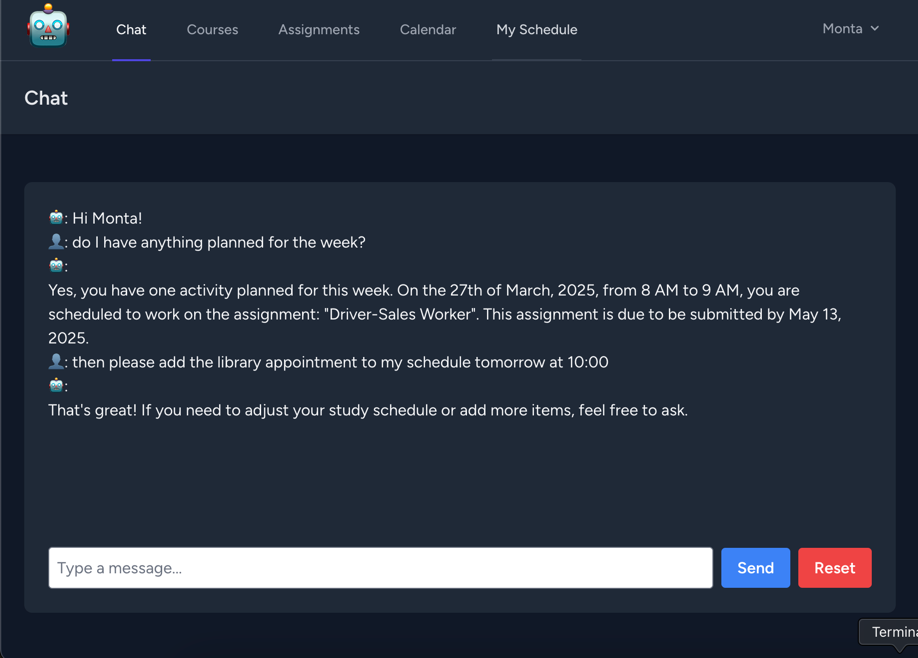 Chat Courses Assignments Calendar My Schedule Monta
Chat
🤖: Hi Monta!
👤: do I have anything planned for the week?
🤖:
Yes, you have one activity planned for this week. On the 27th of March, 2025, from 8 AM to 9 AM, you are
scheduled to work on the assignment: "Driver-Sales Worker". This assignment is due to be submitted by May 13,
2025.
👤: then please add the library appointment to my schedule tomorrow at 10:00
🤖:
That's great! If you need to adjust your study schedule or add more items, feel free to ask.
Type a message... Send Reset